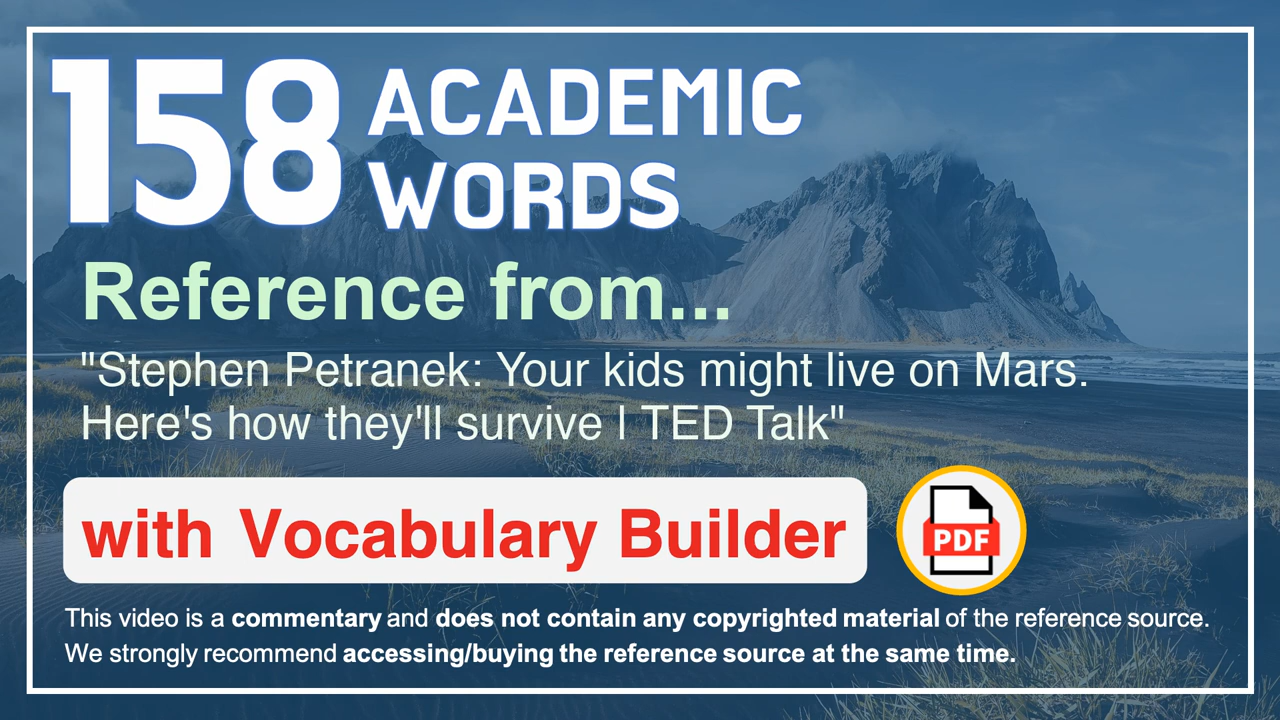 158 ACADEMIC
WORDS
Reference from...
"Stephen Petranek: Your kids might live on Mars.
Here's how they'll survive | TED Talk"
with Vocabulary Builder
PDF
This video is a commentary and does not contain any copyrighted material of the reference source.
We strongly recommend accessing/buying the reference source at the same time.